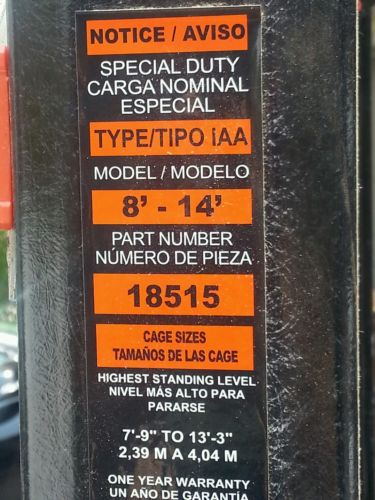 NOTICE / AVISO
SPECIAL DUTY
CARGA NOMINAL
ESPECIAL
TYPE/TIPO IAA
MODEL / MODELO
8' - 14'
PART NUMBER
NÚMERO DE PIEZA
18515
CAGE SIZES
TAMAÑOS DE LAS CAGE
HIGHEST STANDING LEVEL
NIVEL MÁS ALTO PARA
PARARSE
7'-9" TO 13'-3"
2,39 M A 4,04 M
ONE YEAR WARRANTY
UN AÑO DE GARANTÍA